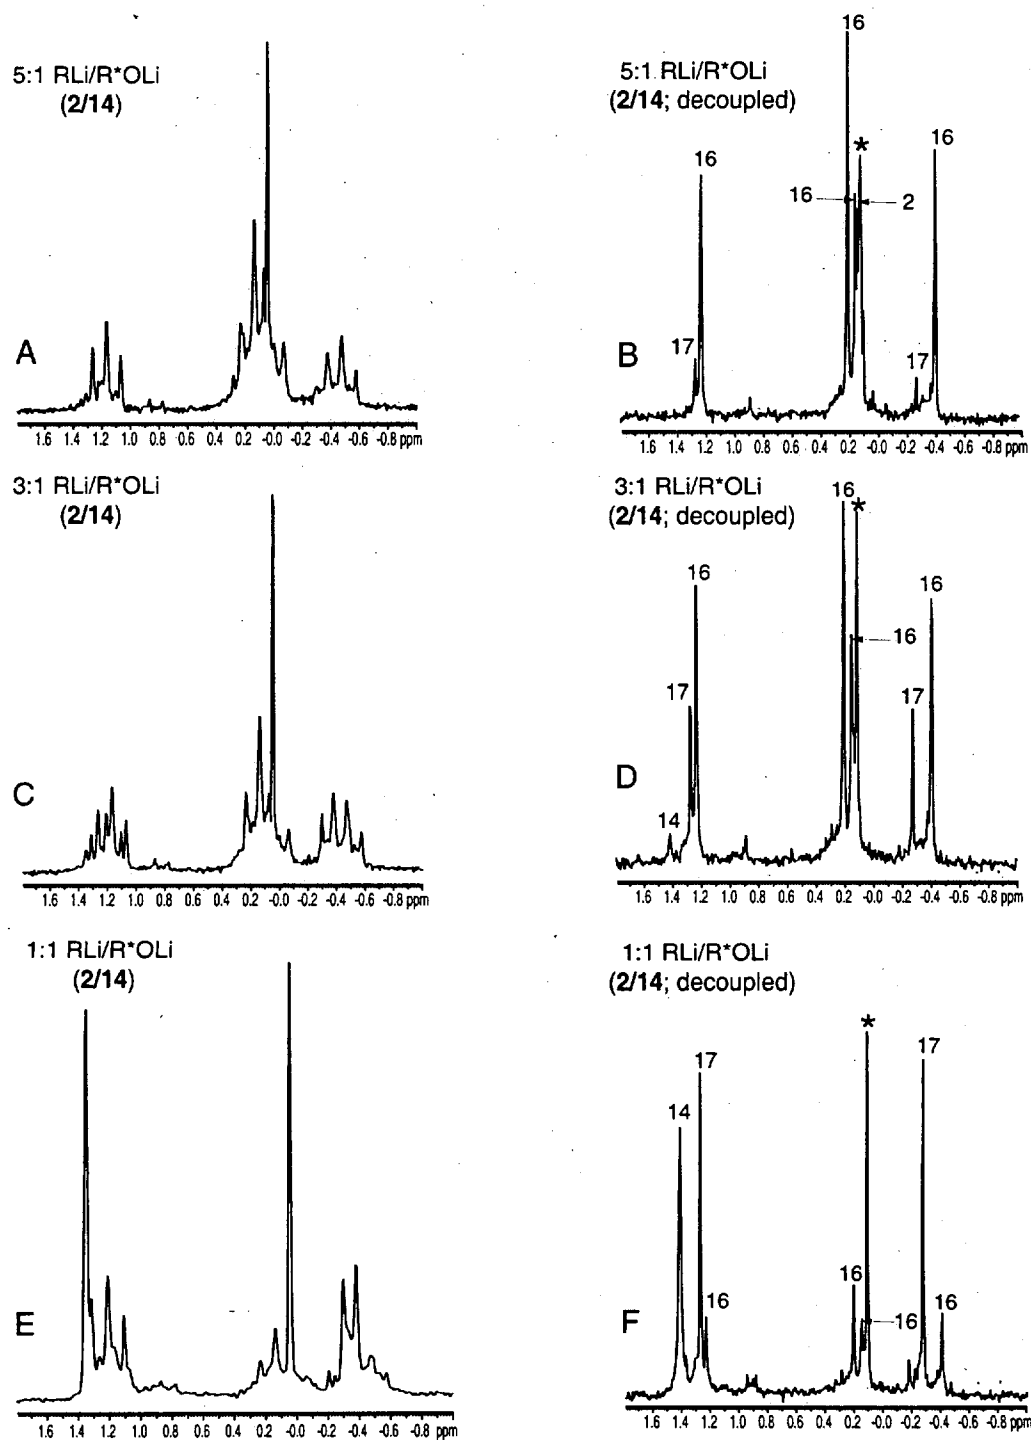 5:1 RLi/R*OLi
(2/14)
A
1.6 1.2 1.0 0.8 0.6 0.4 0.2 -0.0 -0.2 -0.4 -0.6 -0.8 ppm
5:1 RLi/R*OLi
(2/14; decoupled)
16
16
*
16
16
2
17
17
B
1.6 1.2 1.0 0.8 0.6 0.4 0.2 -0.0 -0.2 -0.4 -0.6 -0.8 ppm
3:1 RLi/R*OLi
(2/14)
C
1.6 1.4 1.2 1.0 0.8 0.6 0.4 0.2 -0.0 -0.2 -0.4 -0.6 -0.8 ppm
3:1 RLi/R*OLi
(2/14; decoupled)
16
*
16
16
16
17
17
14
D
1.6 1.4 1.2 1.0 0.8 0.6 0.4 0.2 -0.0 -0.2 -0.4 -0.6 -0.8 ppm
1:1 RLi/R*OLi
(2/14)
E
1.6 1.4 1.2 1.0 0.8 0.6 0.4 0.2 -0.0 -0.2 -0.4 -0.6 -0.8 ppm
1:1 RLi/R*OLi
(2/14; decoupled)
*
17
17
14
16
16
16
16
F
1.6 1.4 1.2 1.0 0.8 0.6 0.4 0.2 -0.0 -0.2 -0.4 -0.6 -0.8 ppm